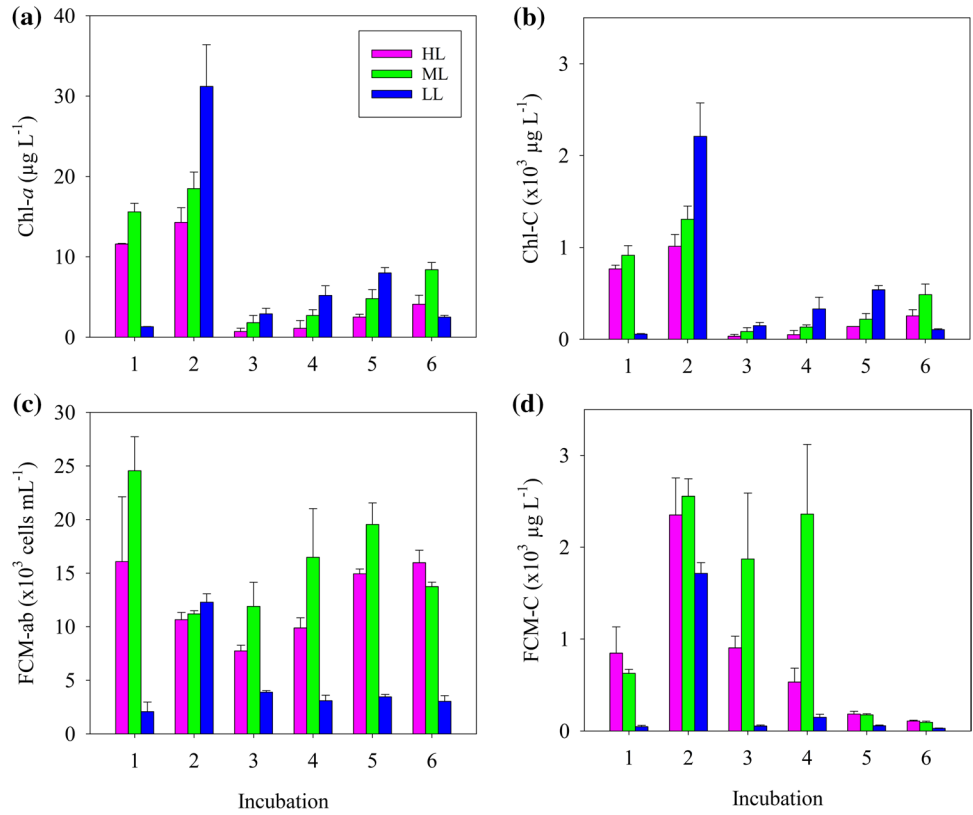 (a)
40
30
20
10
0
Chl-a (µg L⁻¹)
HL
ML
LL
1 2 3 4 5 6
(b)
3
2
1
0
Chl-C (x10³ µg L⁻¹)
1 2 3 4 5 6
(c)
30
25
20
15
10
5
0
FCM-ab (x10³ cells mL⁻¹)
1 2 3 4 5 6
Incubation
(d)
3
2
1
0
FCM-C (x10³ µg L⁻¹)
1 2 3 4 5 6
Incubation